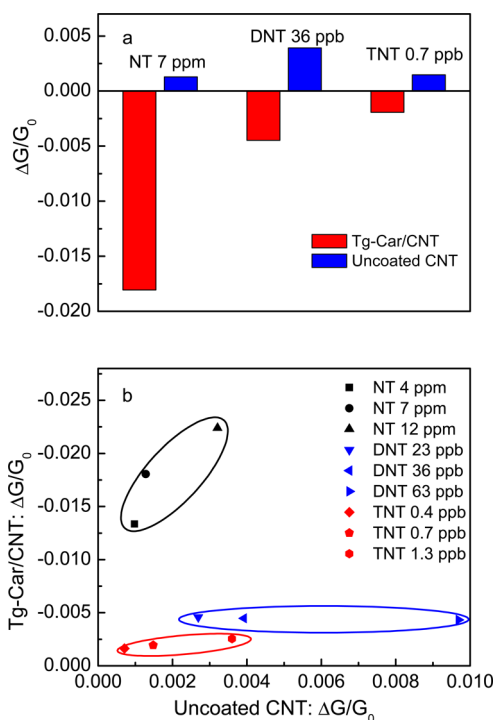 a
NT 7 ppm
DNT 36 ppb
TNT 0.7 ppb
0.005
0.000
-0.005
-0.010
-0.015
-0.020
ΔG/G₀
Tg-Car/CNT
Uncoated CNT
b
-0.025
-0.020
-0.015
-0.010
-0.005
0.000
Tg-Car/CNT: ΔG/G₀
NT 4 ppm
NT 7 ppm
NT 12 ppm
DNT 23 ppb
DNT 36 ppb
DNT 63 ppb
TNT 0.4 ppb
TNT 0.7 ppb
TNT 1.3 ppb
0.000 0.002 0.004 0.006 0.008 0.010
Uncoated CNT: ΔG/G₀